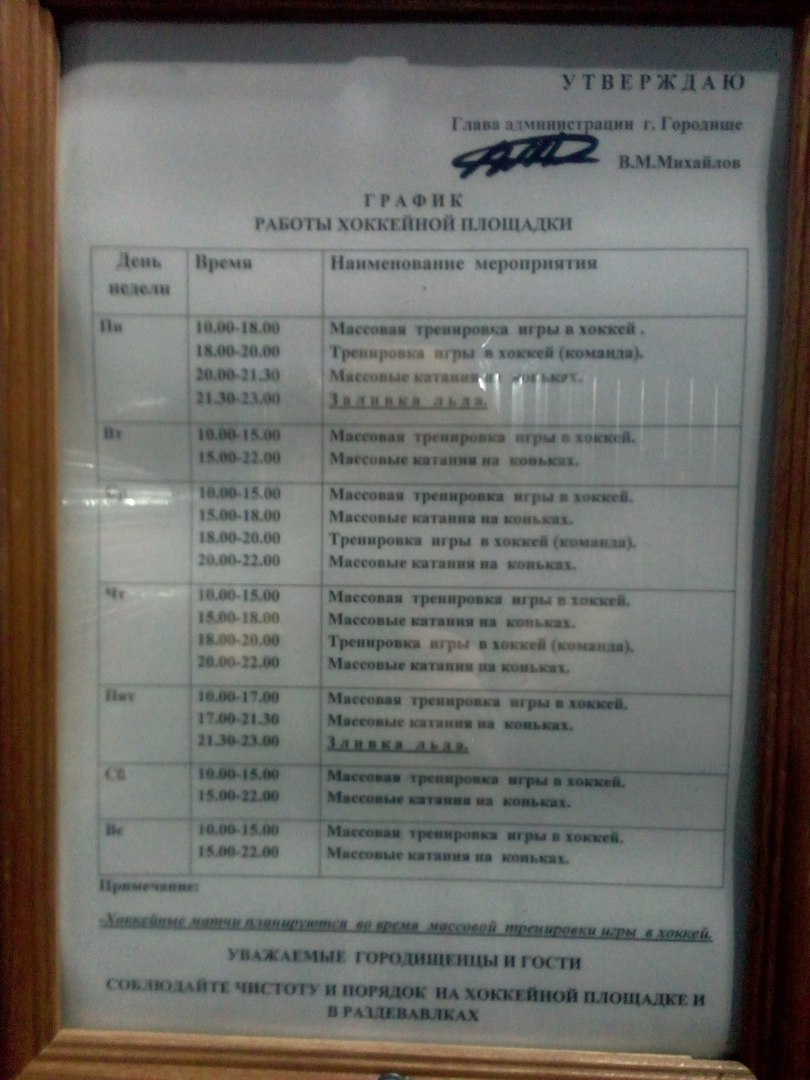 УТВЕРЖДАЮ
Глава администрации г. Городище
В.М.Михайлов
ГРАФИК
РАБОТЫ ХОККЕЙНОЙ ПЛОЩАДКИ
День недели Время Наименование мероприятия
Пн 10.00-18.00 Массовая тренировка игры в хоккей .
18.00-20.00 Тренировка игры в хоккей (команда).
20.00-21.30 Массовые катания на коньках.
21.30-23.00 Заливка льда.
Вт 10.00-15.00 Массовая тренировка игры в хоккей.
15.00-22.00 Массовые катания на коньках.
Ср 10.00-15.00 Массовая тренировка игры в хоккей.
15.00-18.00 Массовые катания на коньках.
18.00-20.00 Тренировка игры в хоккей (команда).
20.00-22.00 Массовые катания на коньках.
Чт 10.00-15.00 Массовая тренировка игры в хоккей.
15.00-18.00 Массовые катания на коньках.
18.00-20.00 Тренировка игры в хоккей (команда).
20.00-22.00 Массовые катания на коньках.
Пят 10.00-17.00 Массовая тренировка игры в хоккей.
17.00-21.30 Массовые катания на коньках.
21.30-23.00 Зливка льда.
Сб 10.00-15.00 Массовая тренировка игры в хоккей.
15.00-22.00 Массовые катания на коньках.
Вс 10.00-15.00 Массовая тренировка игры в хоккей.
15.00-22.00 Массовые катания на коньках.
Примечание:
-Хоккейные матчи планируются во время массовой тренировки игры в хоккей.
УВАЖАЕМЫЕ ГОРОДИЩЕНЦЫ И ГОСТИ
СОБЛЮДАЙТЕ ЧИСТОТУ И ПОРЯДОК НА ХОККЕЙНОЙ ПЛОЩАДКЕ И
В РАЗДЕВАВЛКАХ